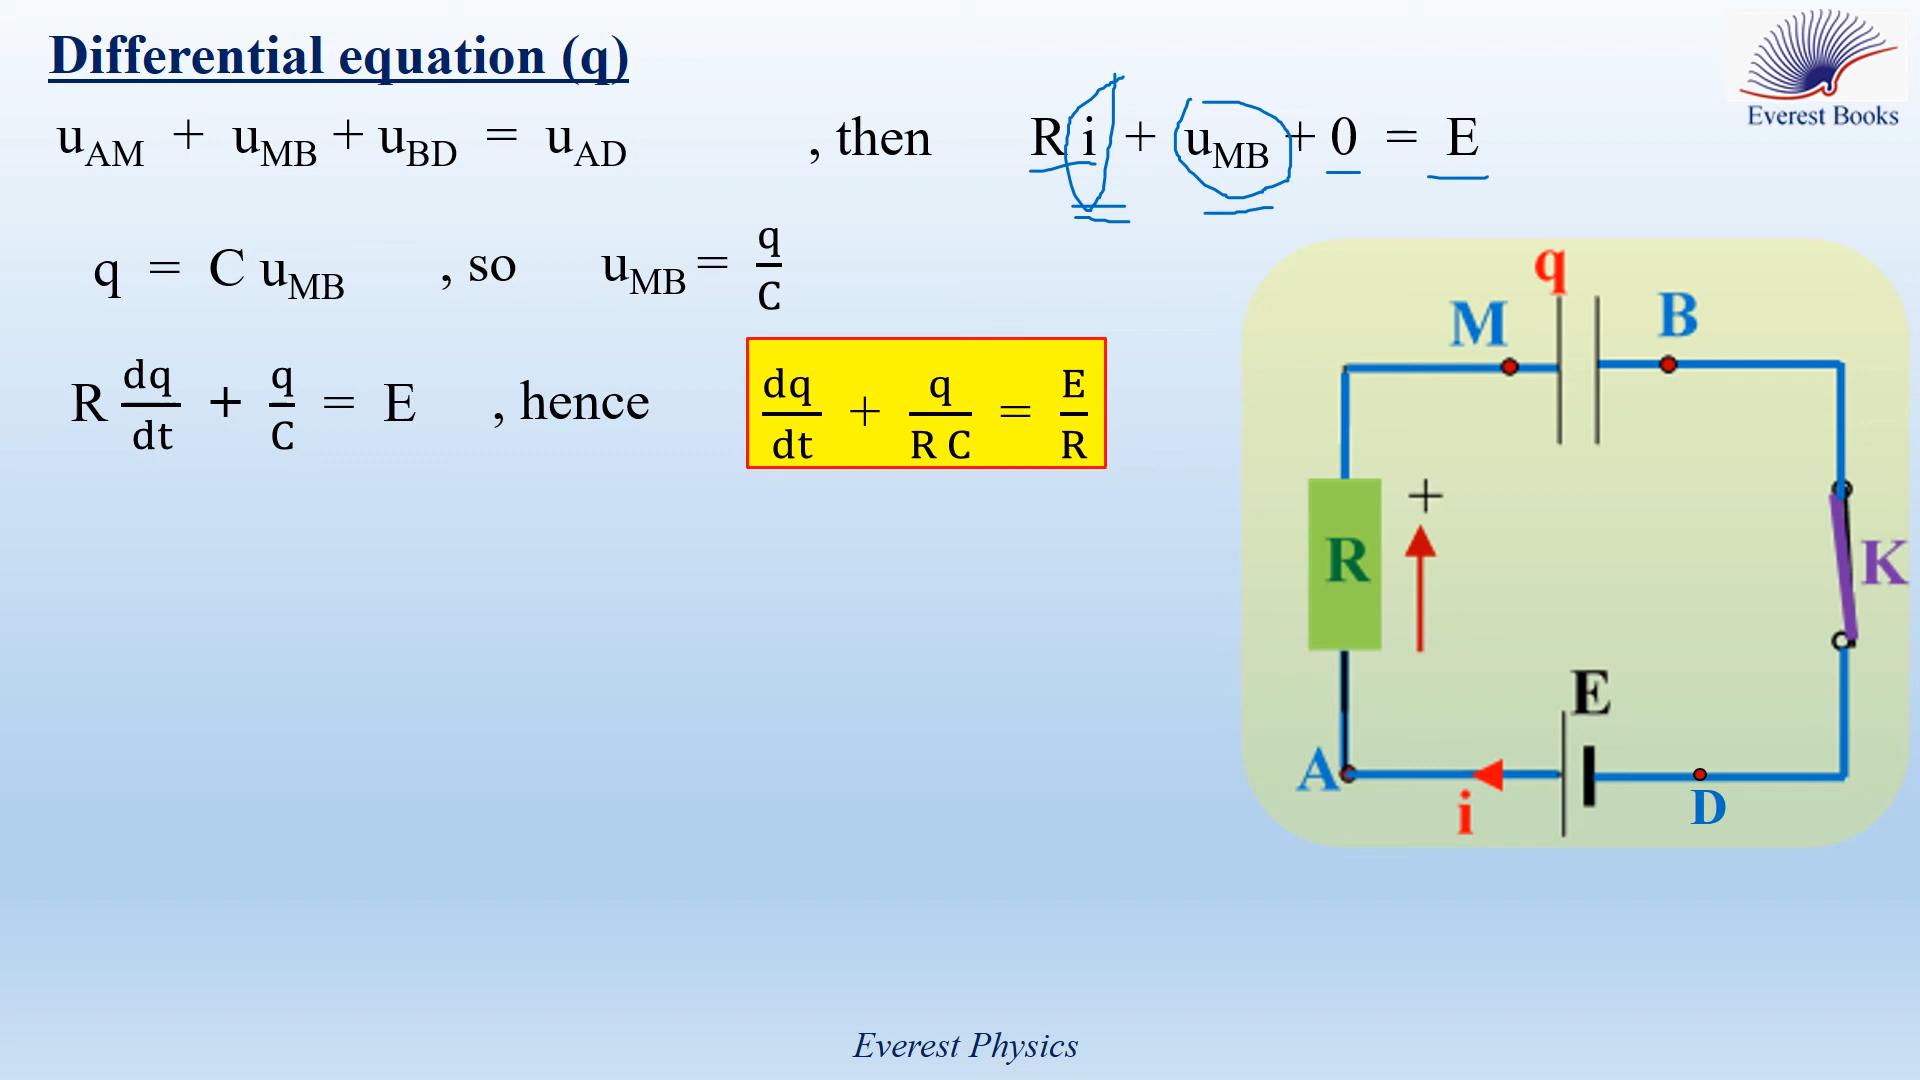 Differential equation (q)
Everest Books
u_AM + u_MB + u_BD = u_AD , then R i + u_MB + 0 = E
q = C u_MB , so u_MB = q/C
R dq/dt + q/C = E , hence dq/dt + q/(R C) = E/R
q
M
B
+
R
K
E
A
i
D
Everest Physics